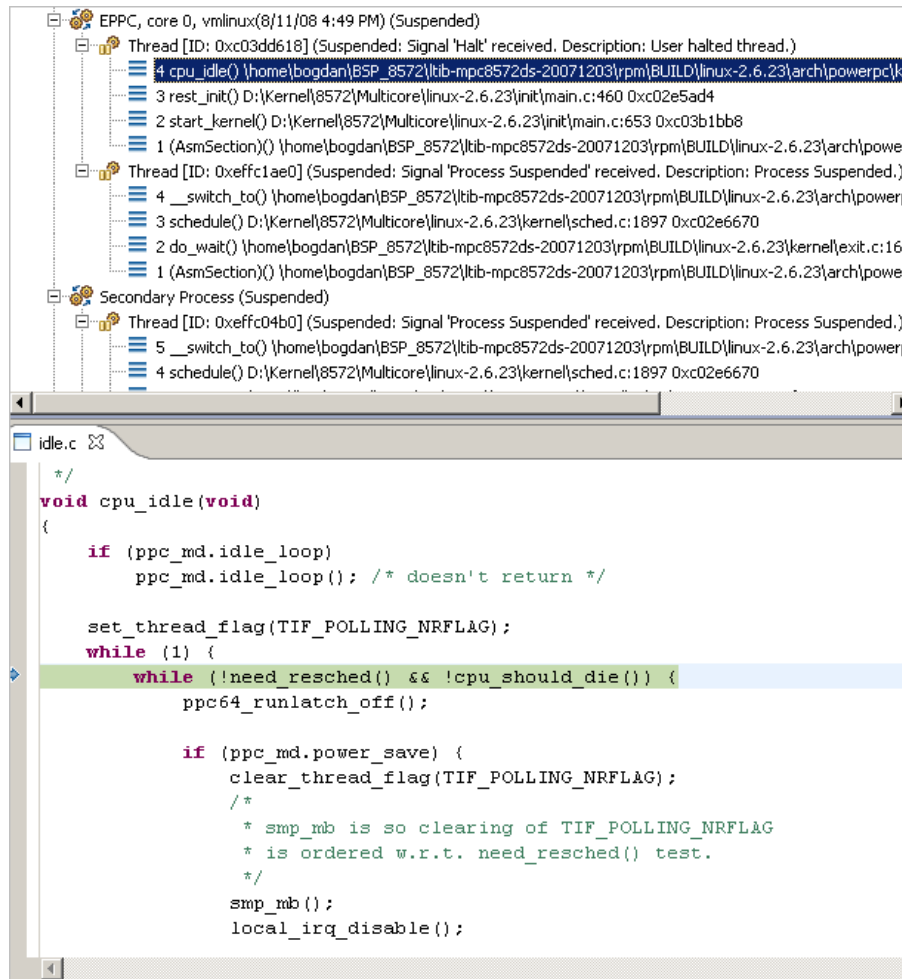 EPPC, core 0, vmlinux(8/11/08 4:49 PM) (Suspended)
Thread [ID: 0xc03dd618] (Suspended: Signal 'Halt' received. Description: User halted thread.)
4 cpu_idle() \home\bogdan\BSP_8572\ltib-mpc8572ds-20071203\rpm\BUILD\linux-2.6.23\arch\powerpc\k
3 rest_init() D:\Kernel\8572\Multicore\linux-2.6.23\init\main.c:460 0xc02e5ad4
2 start_kernel() D:\Kernel\8572\Multicore\linux-2.6.23\init\main.c:653 0xc03b1bb8
1 (AsmSection)() \home\bogdan\BSP_8572\ltib-mpc8572ds-20071203\rpm\BUILD\linux-2.6.23\arch\powe
Thread [ID: 0xeffc1ae0] (Suspended: Signal 'Process Suspended' received. Description: Process Suspended.)
4 __switch_to() \home\bogdan\BSP_8572\ltib-mpc8572ds-20071203\rpm\BUILD\linux-2.6.23\arch\powerp
3 schedule() D:\Kernel\8572\Multicore\linux-2.6.23\kernel\sched.c:1897 0xc02e6670
2 do_wait() \home\bogdan\BSP_8572\ltib-mpc8572ds-20071203\rpm\BUILD\linux-2.6.23\kernel\exit.c:16
1 (AsmSection)() \home\bogdan\BSP_8572\ltib-mpc8572ds-20071203\rpm\BUILD\linux-2.6.23\arch\powe
Secondary Process (Suspended)
Thread [ID: 0xeffc04b0] (Suspended: Signal 'Process Suspended' received. Description: Process Suspended.)
5 __switch_to() \home\bogdan\BSP_8572\ltib-mpc8572ds-20071203\rpm\BUILD\linux-2.6.23\arch\powerp
4 schedule() D:\Kernel\8572\Multicore\linux-2.6.23\kernel\sched.c:1897 0xc02e6670
idle.c
*/
void cpu_idle(void)
{
if (ppc_md.idle_loop)
ppc_md.idle_loop(); /* doesn't return */
set_thread_flag(TIF_POLLING_NRFLAG);
while (1) {
while (!need_resched() && !cpu_should_die()) {
ppc64_runlatch_off();
if (ppc_md.power_save) {
clear_thread_flag(TIF_POLLING_NRFLAG);
/*
* smp_mb is so clearing of TIF_POLLING_NRFLAG
* is ordered w.r.t. need_resched() test.
*/
smp_mb();
local_irq_disable();